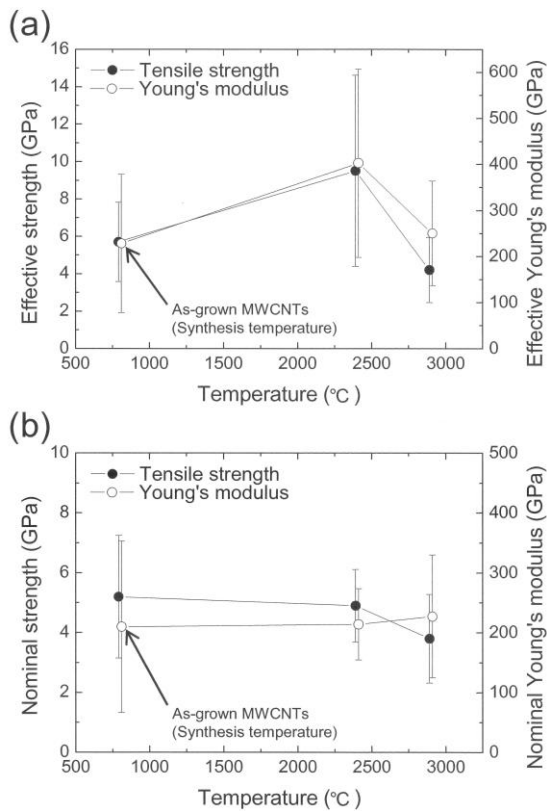 (a)
16
14
12
10
8
6
4
2
0
Effective strength (GPa)
Tensile strength
Young's modulus
600
500
400
300
200
100
0
Effective Young's modulus (GPa)
As-grown MWCNTs
(Synthesis temperature)
500 1000 1500 2000 2500 3000
Temperature (℃)
(b)
10
8
6
4
2
0
Nominal strength (GPa)
Tensile strength
Young's modulus
500
400
300
200
100
0
Nominal Young's modulus (GPa)
As-grown MWCNTs
(Synthesis temperature)
500 1000 1500 2000 2500 3000
Temperature (℃)